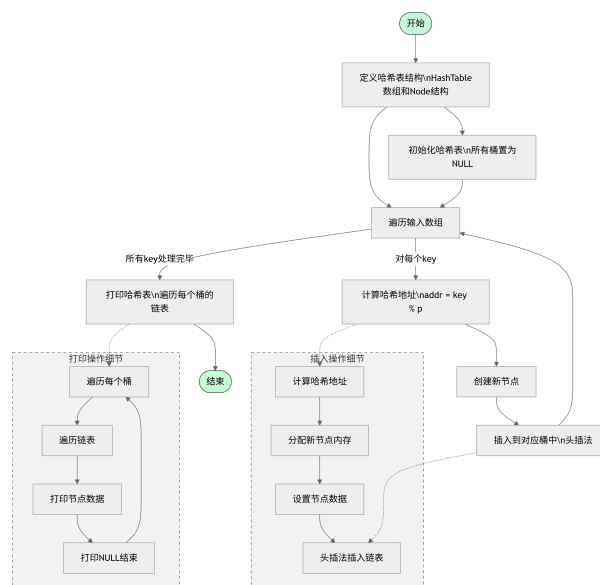 开始
定义哈希表结构\nHashTable
数组和Node结构
初始化哈希表\n所有桶置为
NULL
遍历输入数组
所有key处理完毕
对每个key
打印哈希表\n遍历每个桶的
链表
计算哈希地址\naddr = key
% p
打印操作细节
插入操作细节
遍历每个桶
结束
计算哈希地址
创建新节点
遍历链表
分配新节点内存
插入到对应桶中\n头插法
打印节点数据
设置节点数据
打印NULL结束
头插法插入链表